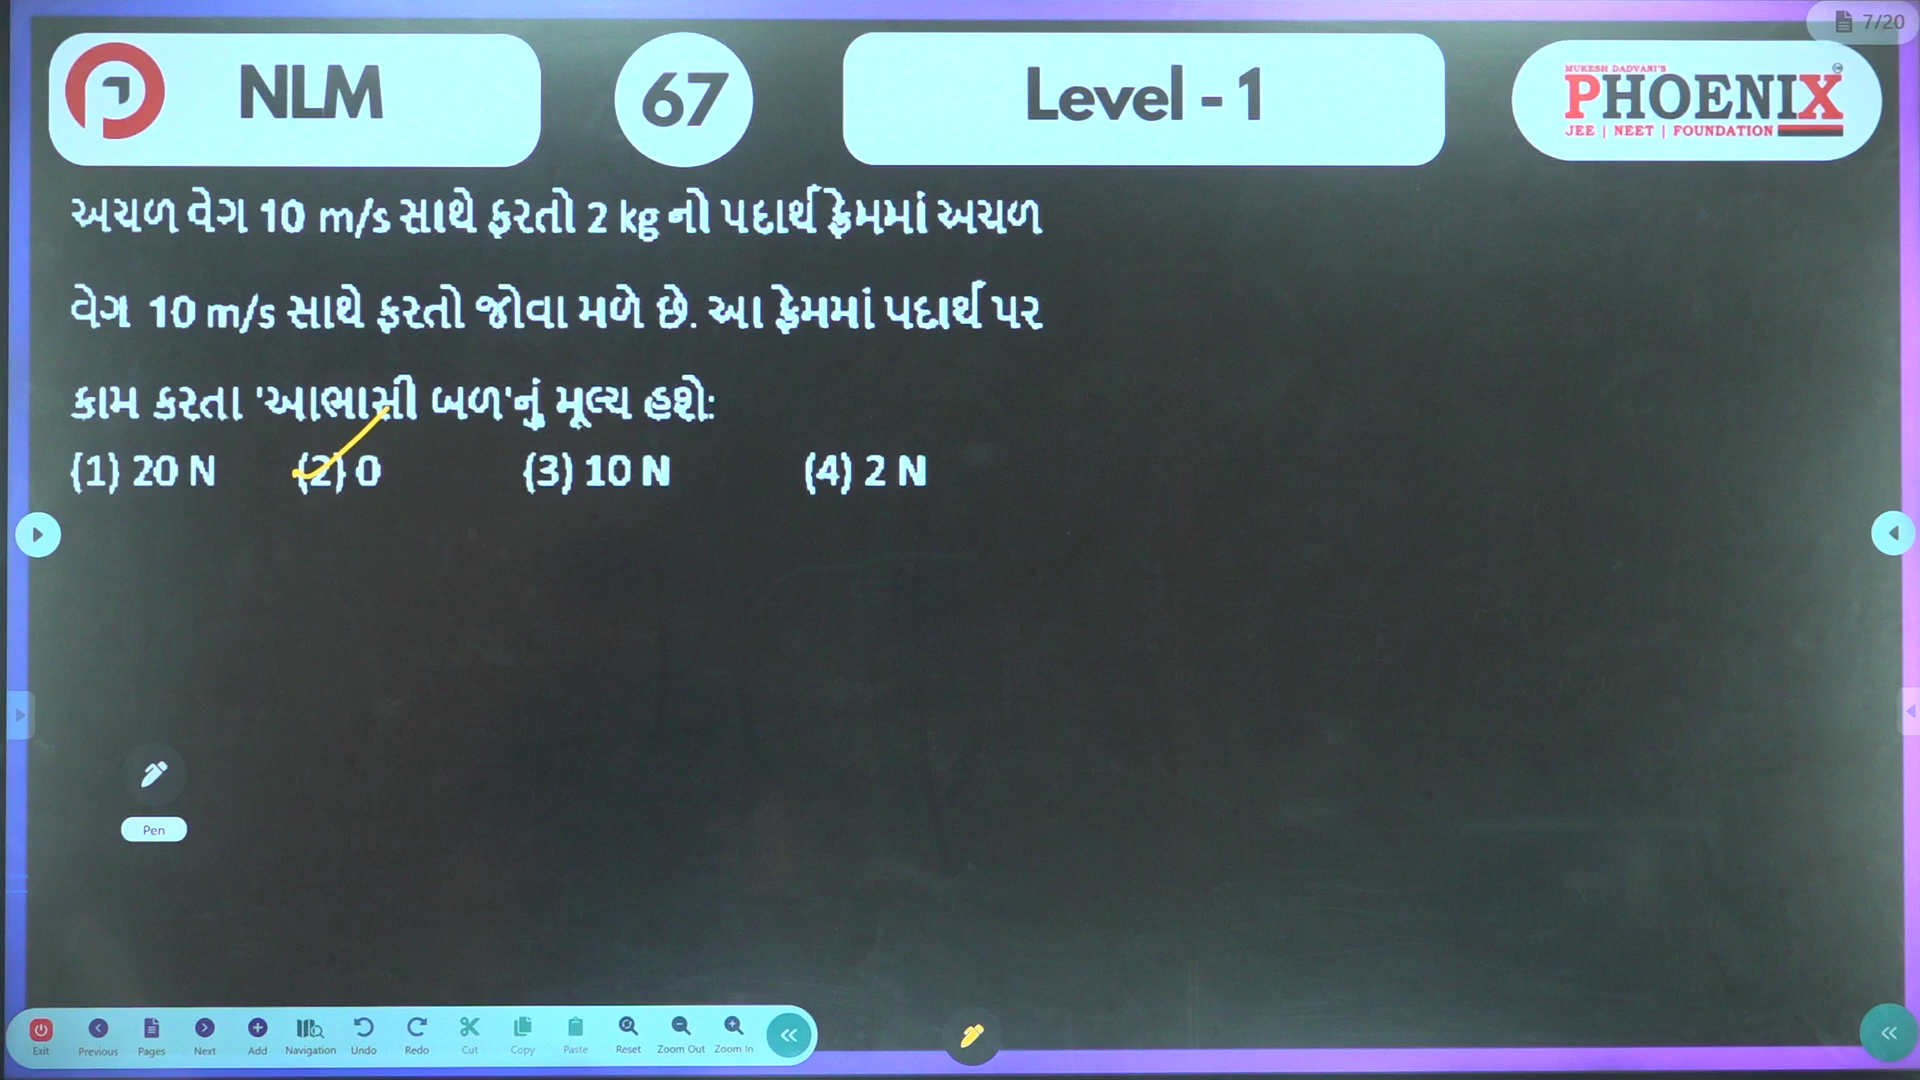 7/20
NLM
67
Level - 1
MUKESH DADVANI'S
PHOENIX
JEE | NEET | FOUNDATION
અચળ વેગ 10 m/s સાથે ફરતો 2 kg નો પદાર્થ ફ્રેમમાં અચળ
વેગ 10 m/s સાથે ફરતો જોવા મળે છે. આ ફ્રેમમાં પદાર્થ પર
કામ કરતા 'આભાસી બળ'નું મૂલ્ય હશે:
(1) 20 N (2) 0 (3) 10 N (4) 2 N
Pen
Exit Previous Pages Next Add Navigation Undo Redo Cut Copy Paste Reset Zoom Out Zoom In